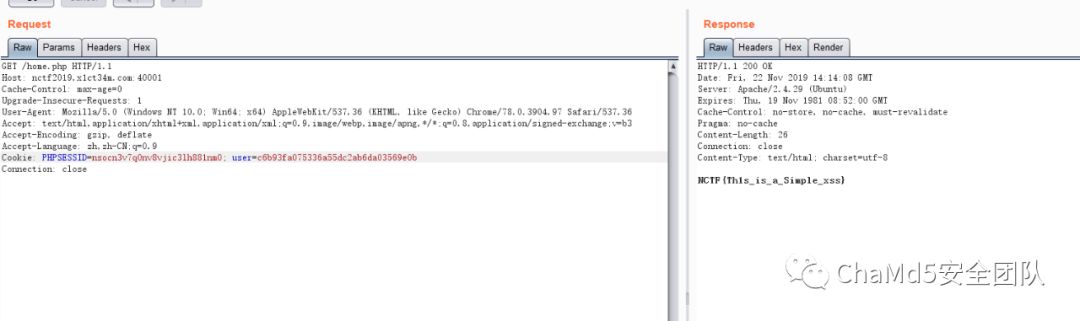 Request
Raw Params Headers Hex
GET /home.php HTTP/1.1
Host: nctf2019.x1ct34m.com:40001
Cache-Control: max-age=0
Upgrade-Insecure-Requests: 1
User-Agent: Mozilla/5.0 (Windows NT 10.0; Win64; x64) AppleWebKit/537.36 (KHTML, like Gecko) Chrome/78.0.3904.97 Safari/537.36
Accept: text/html,application/xhtml+xml,application/xml;q=0.9,image/webp,image/apng,*/*;q=0.8,application/signed-exchange;v=b3
Accept-Encoding: gzip, deflate
Accept-Language: zh,zh-CN;q=0.9
Cookie: PHPSESSID=nsocn3v7q0nv8vjic3lh881nm0; user=c6b93fa075336a55dc2ab6da03569e0b
Connection: close
Response
Raw Headers Hex Render
HTTP/1.1 200 OK
Date: Fri, 22 Nov 2019 14:14:08 GMT
Server: Apache/2.4.29 (Ubuntu)
Expires: Thu, 19 Nov 1981 08:52:00 GMT
Cache-Control: no-store, no-cache, must-revalidate
Pragma: no-cache
Content-Length: 26
Connection: close
Content-Type: text/html; charset=utf-8
NCTF{Th1s_is_a_Simple_xss}
ChaMd5安全团队